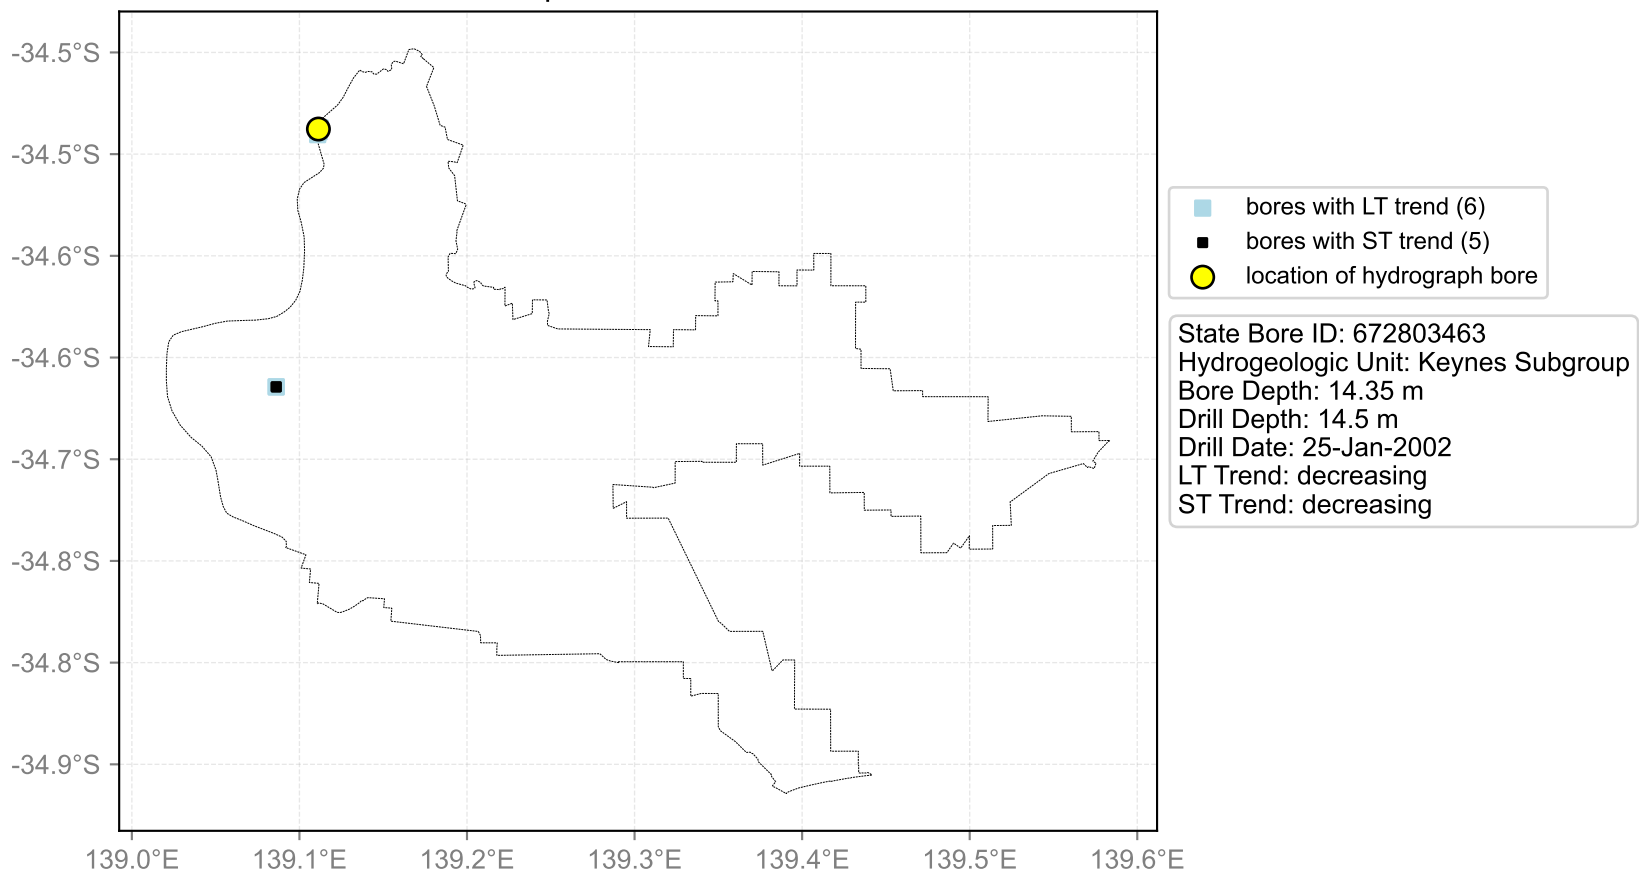 -34.5°S
-34.5°S
-34.6°S
-34.6°S
-34.7°S
-34.8°S
-34.8°S
-34.9°S
139.0°E
139.1°E
139.2°E
139.3°E
139.4°E
139.5°E
139.6°E
bores with LT trend (6)
bores with ST trend (5)
location of hydrograph bore
State Bore ID: 672803463
Hydrogeologic Unit: Keynes Subgroup
Bore Depth: 14.35 m
Drill Depth: 14.5 m
Drill Date: 25-Jan-2002
LT Trend: decreasing
ST Trend: decreasing